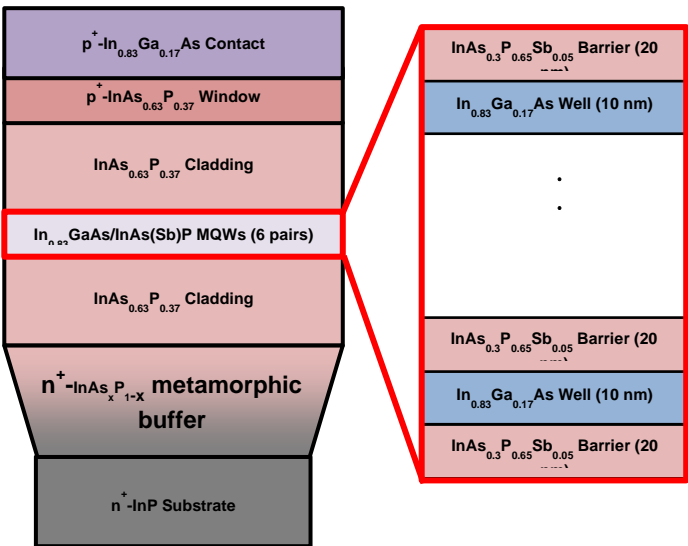 p⁺-In₀.₈₃Ga₀.₁₇As Contact
p⁺-InAs₀.₆₃P₀.₃₇ Window
InAs₀.₆₃P₀.₃₇ Cladding
In₀.₈₃GaAs/InAs(Sb)P MQWs (6 pairs)
InAs₀.₆₃P₀.₃₇ Cladding
n⁺-InAsₓP₁₋ₓ metamorphic
buffer
n⁺-InP Substrate
InAs₀.₃P₀.₆₅Sb₀.₀₅ Barrier (20
In₀.₈₃Ga₀.₁₇As Well (10 nm)
.
.
InAs₀.₃P₀.₆₅Sb₀.₀₅ Barrier (20
In₀.₈₃Ga₀.₁₇As Well (10 nm)
InAs₀.₃P₀.₆₅Sb₀.₀₅ Barrier (20